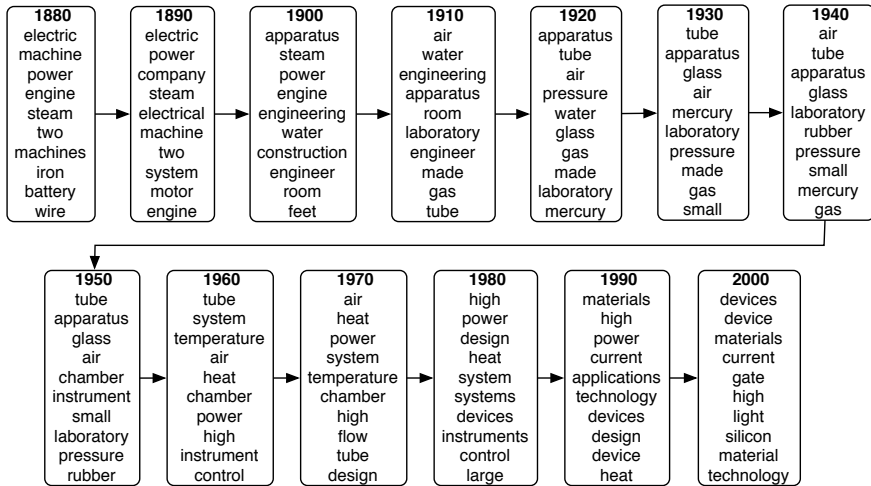 1880
electric
machine
power
engine
steam
two
machines
iron
battery
wire
1890
electric
power
company
steam
electrical
machine
two
system
motor
engine
1900
apparatus
steam
power
engine
engineering
water
construction
engineer
room
feet
1910
air
water
engineering
apparatus
room
laboratory
engineer
made
gas
tube
1920
apparatus
tube
air
pressure
water
glass
gas
made
laboratory
mercury
1930
tube
apparatus
glass
air
mercury
laboratory
pressure
made
gas
small
1940
air
tube
apparatus
glass
laboratory
rubber
pressure
small
mercury
gas
1950
tube
apparatus
glass
air
chamber
instrument
small
laboratory
pressure
rubber
1960
tube
system
temperature
air
heat
chamber
power
high
instrument
control
1970
air
heat
power
system
temperature
chamber
high
flow
tube
design
1980
high
power
design
heat
system
systems
devices
instruments
control
large
1990
materials
high
power
current
applications
technology
devices
design
device
heat
2000
devices
device
materials
current
gate
high
light
silicon
material
technology